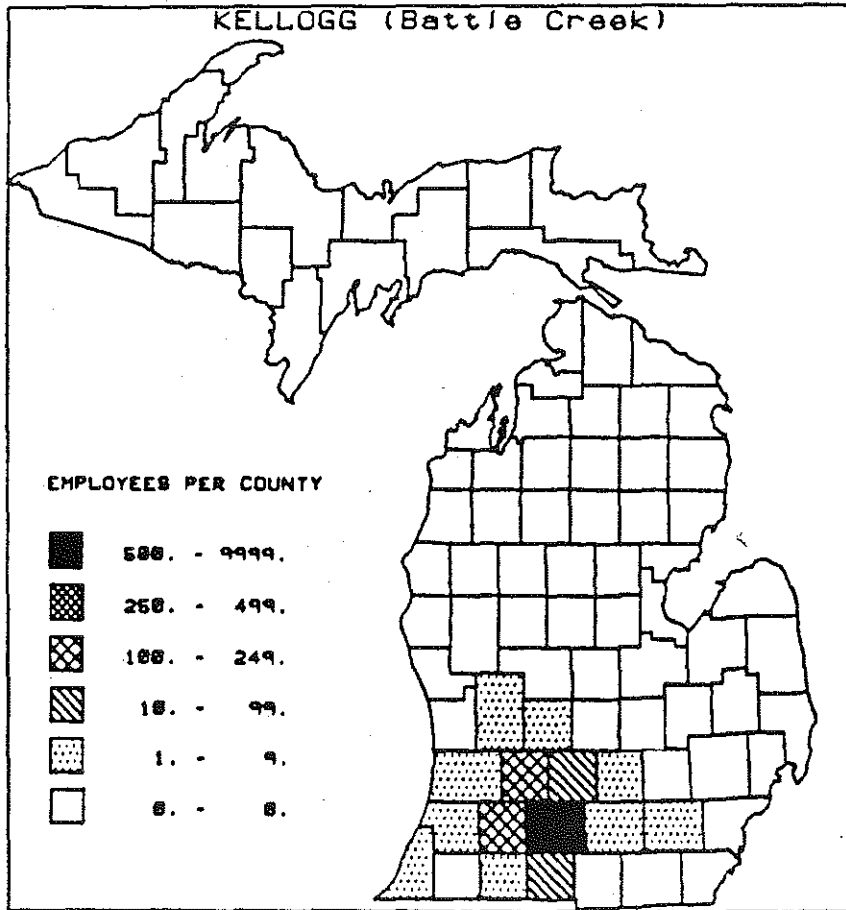 KELLOGG (Battle Creek)
EMPLOYEES PER COUNTY
500. - 9999.
250. - 499.
100. - 249.
10. - 99.
1. - 9.
0. - 0.